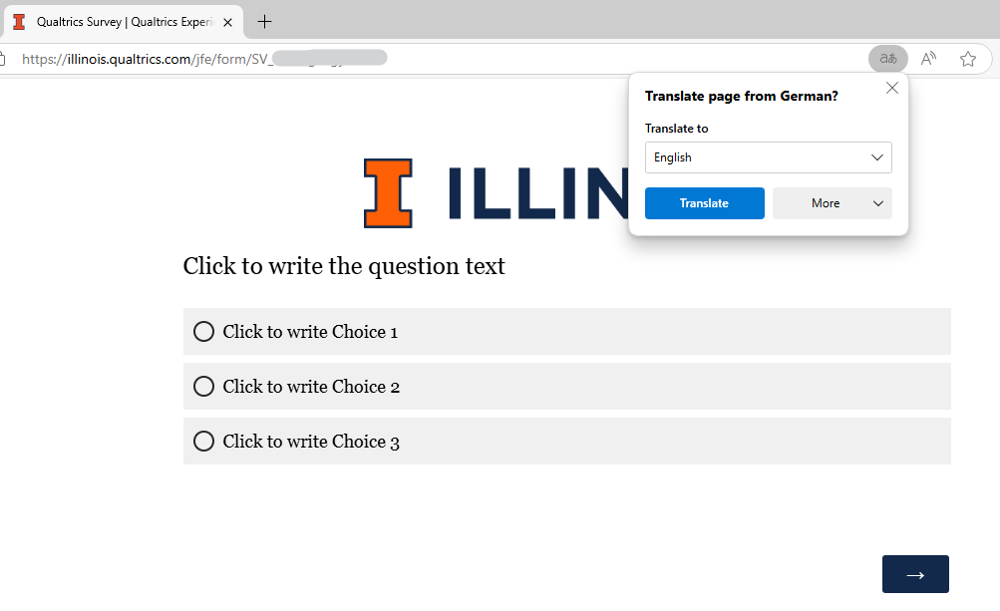 Qualtrics Survey | Qualtrics Experi
https://illinois.qualtrics.com/jfe/form/SV_
Translate page from German?
Translate to
English
Translate
More
ILLIN
Click to write the question text
Click to write Choice 1
Click to write Choice 2
Click to write Choice 3